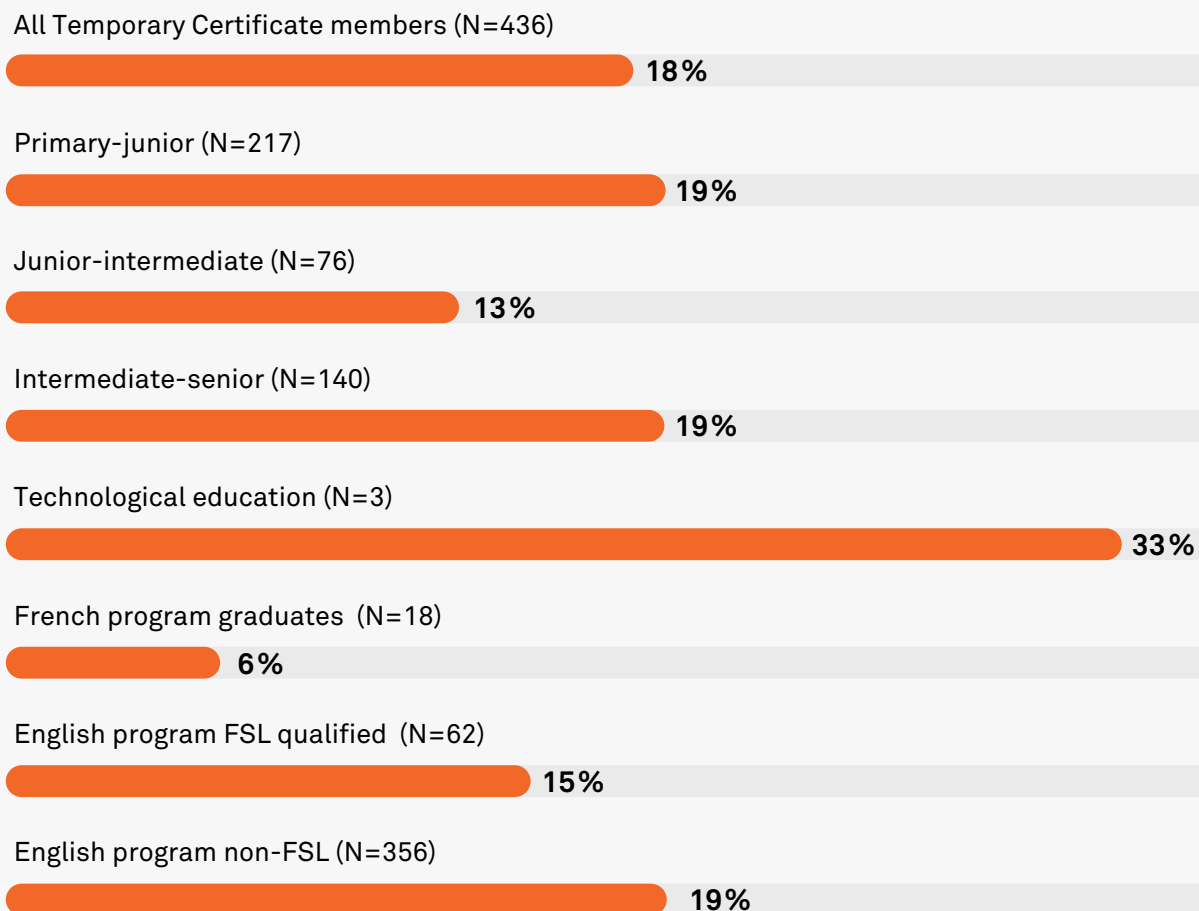 All Temporary Certificate members (N=436)
18%
Primary-junior (N=217)
19%
Junior-intermediate (N=76)
13%
Intermediate-senior (N=140)
19%
Technological education (N=3)
33%
French program graduates (N=18)
6%
English program FSL qualified (N=62)
15%
English program non-FSL (N=356)
19%